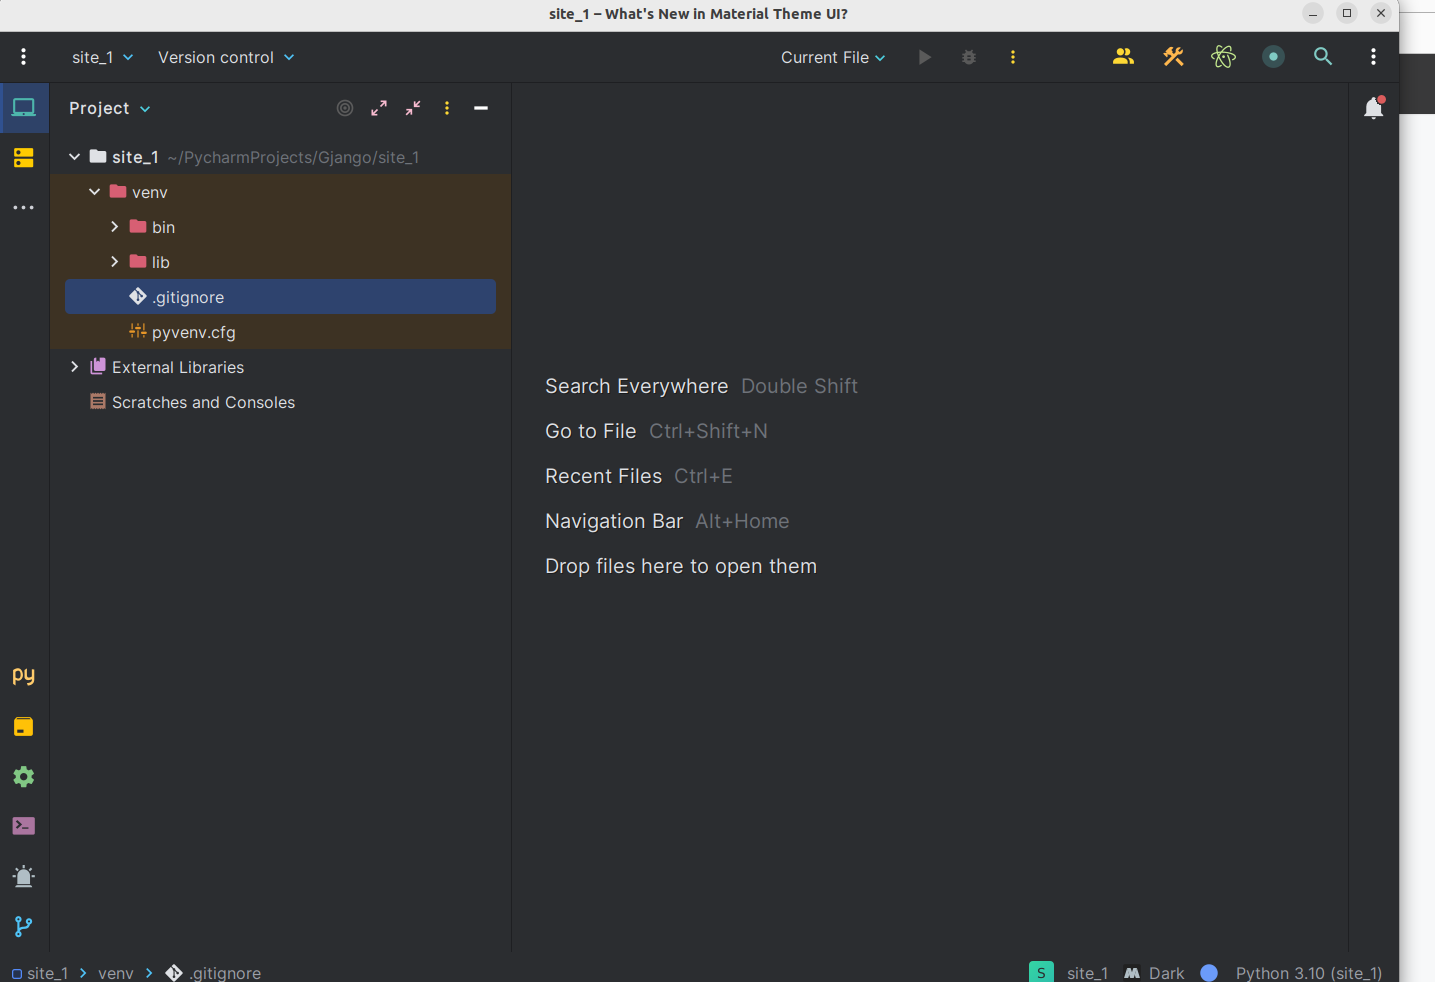 site_1 – What's New in Material Theme UI?
site_1 Version control Current File
Project
site_1 ~/PycharmProjects/Gjango/site_1
venv
bin
lib
.gitignore
pyvenv.cfg
External Libraries
Scratches and Consoles
Search Everywhere Double Shift
Go to File Ctrl+Shift+N
Recent Files Ctrl+E
Navigation Bar Alt+Home
Drop files here to open them
py
site_1 venv .gitignore S site_1 M Dark Python 3.10 (site_1)